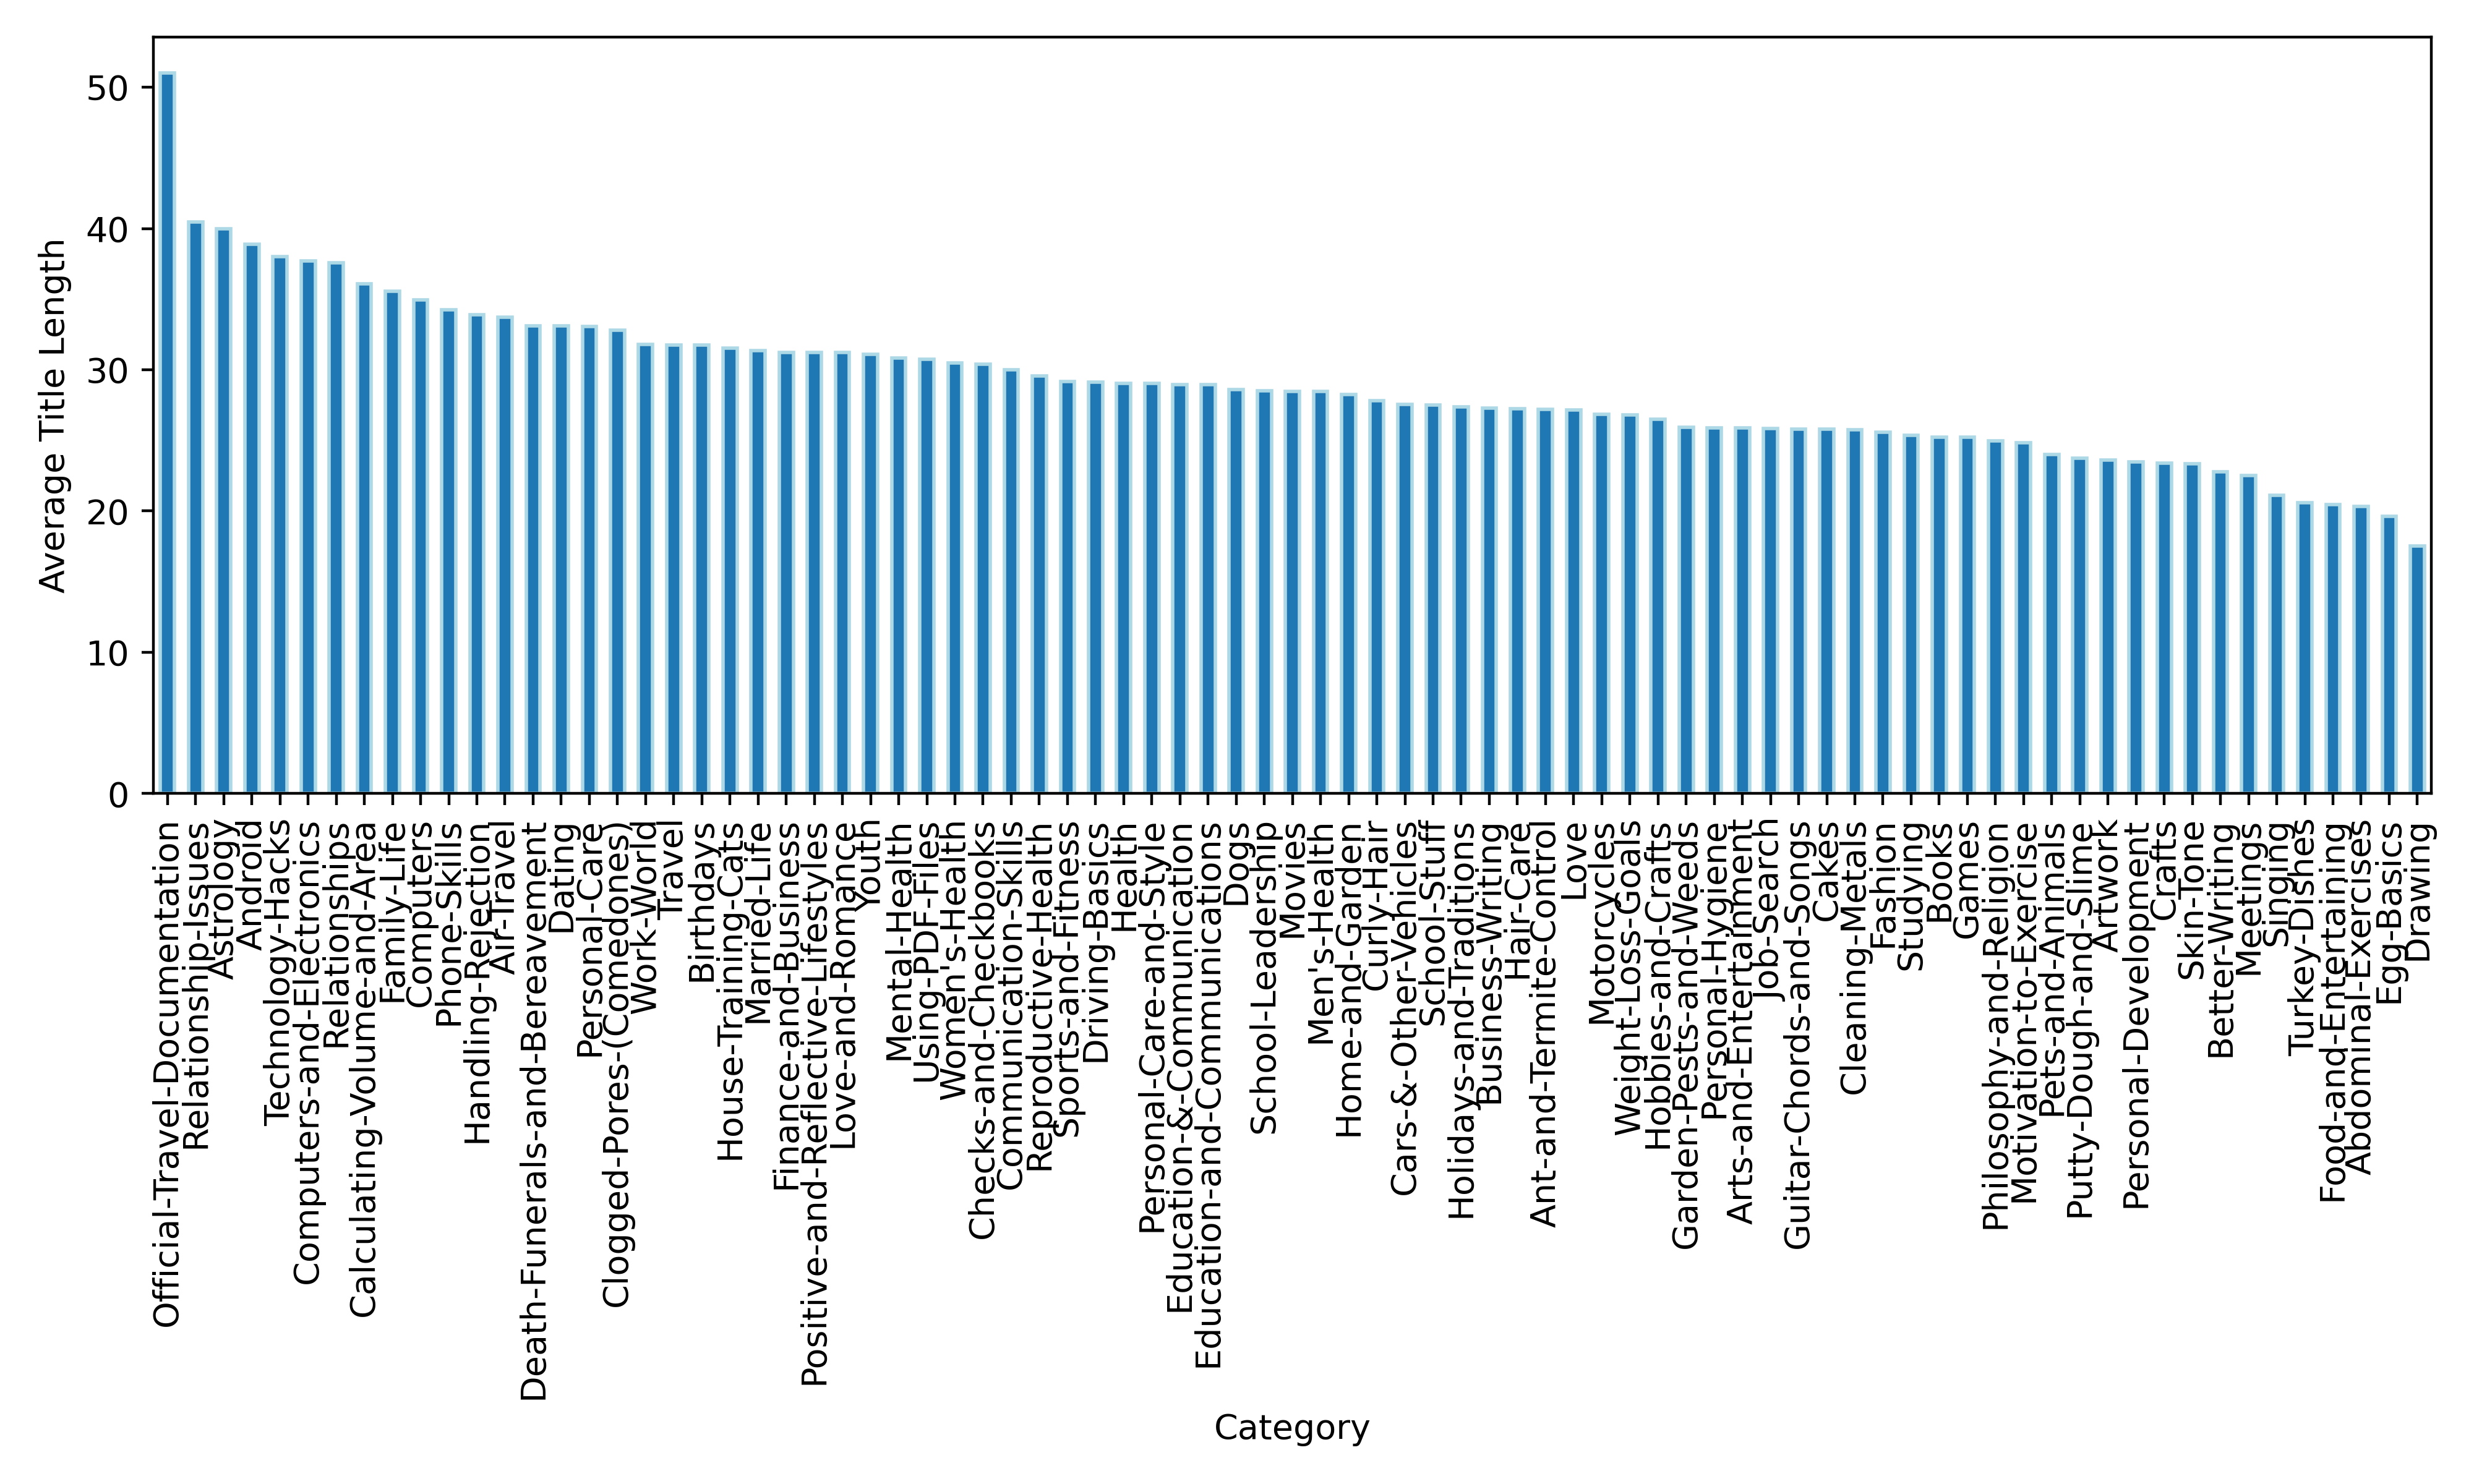 Average Title Length
50
40
30
20
10
0
Official-Travel-Documentation
Relationship-Issues
Astrology
Android
Technology-Hacks
Computers-and-Electronics
Relationships
Calculating-Volume-and-Area
Family-Life
Computers
Phone-Skills
Handling-Rejection
Air-Travel
Death-Funerals-and-Bereavement
Dating
Personal-Care
Clogged-Pores-(Comedones)
Work-World
Travel
Birthdays
House-Training-Cats
Married-Life
Finance-and-Business
Positive-and-Reflective-Lifestyles
Love-and-Romance
Youth
Mental-Health
Using-PDF-Files
Women's-Health
Checks-and-Checkbooks
Communication-Skills
Reproductive-Health
Sports-and-Fitness
Driving-Basics
Health
Personal-Care-and-Style
Education-&-Communication
Education-and-Communications
Dogs
School-Leadership
Movies
Men's-Health
Home-and-Garden
Curly-Hair
Cars-&-Other-Vehicles
School-Stuff
Holidays-and-Traditions
Business-Writing
Hair-Care
Ant-and-Termite-Control
Love
Motorcycles
Weight-Loss-Goals
Hobbies-and-Crafts
Garden-Pests-and-Weeds
Personal-Hygiene
Arts-and-Entertainment
Job-Search
Guitar-Chords-and-Songs
Cakes
Cleaning-Metals
Fashion
Studying
Books
Games
Philosophy-and-Religion
Motivation-to-Exercise
Pets-and-Animals
Putty-Dough-and-Slime
Artwork
Personal-Development
Crafts
Skin-Tone
Better-Writing
Meetings
Singing
Turkey-Dishes
Food-and-Entertaining
Abdominal-Exercises
Egg-Basics
Drawing
Category